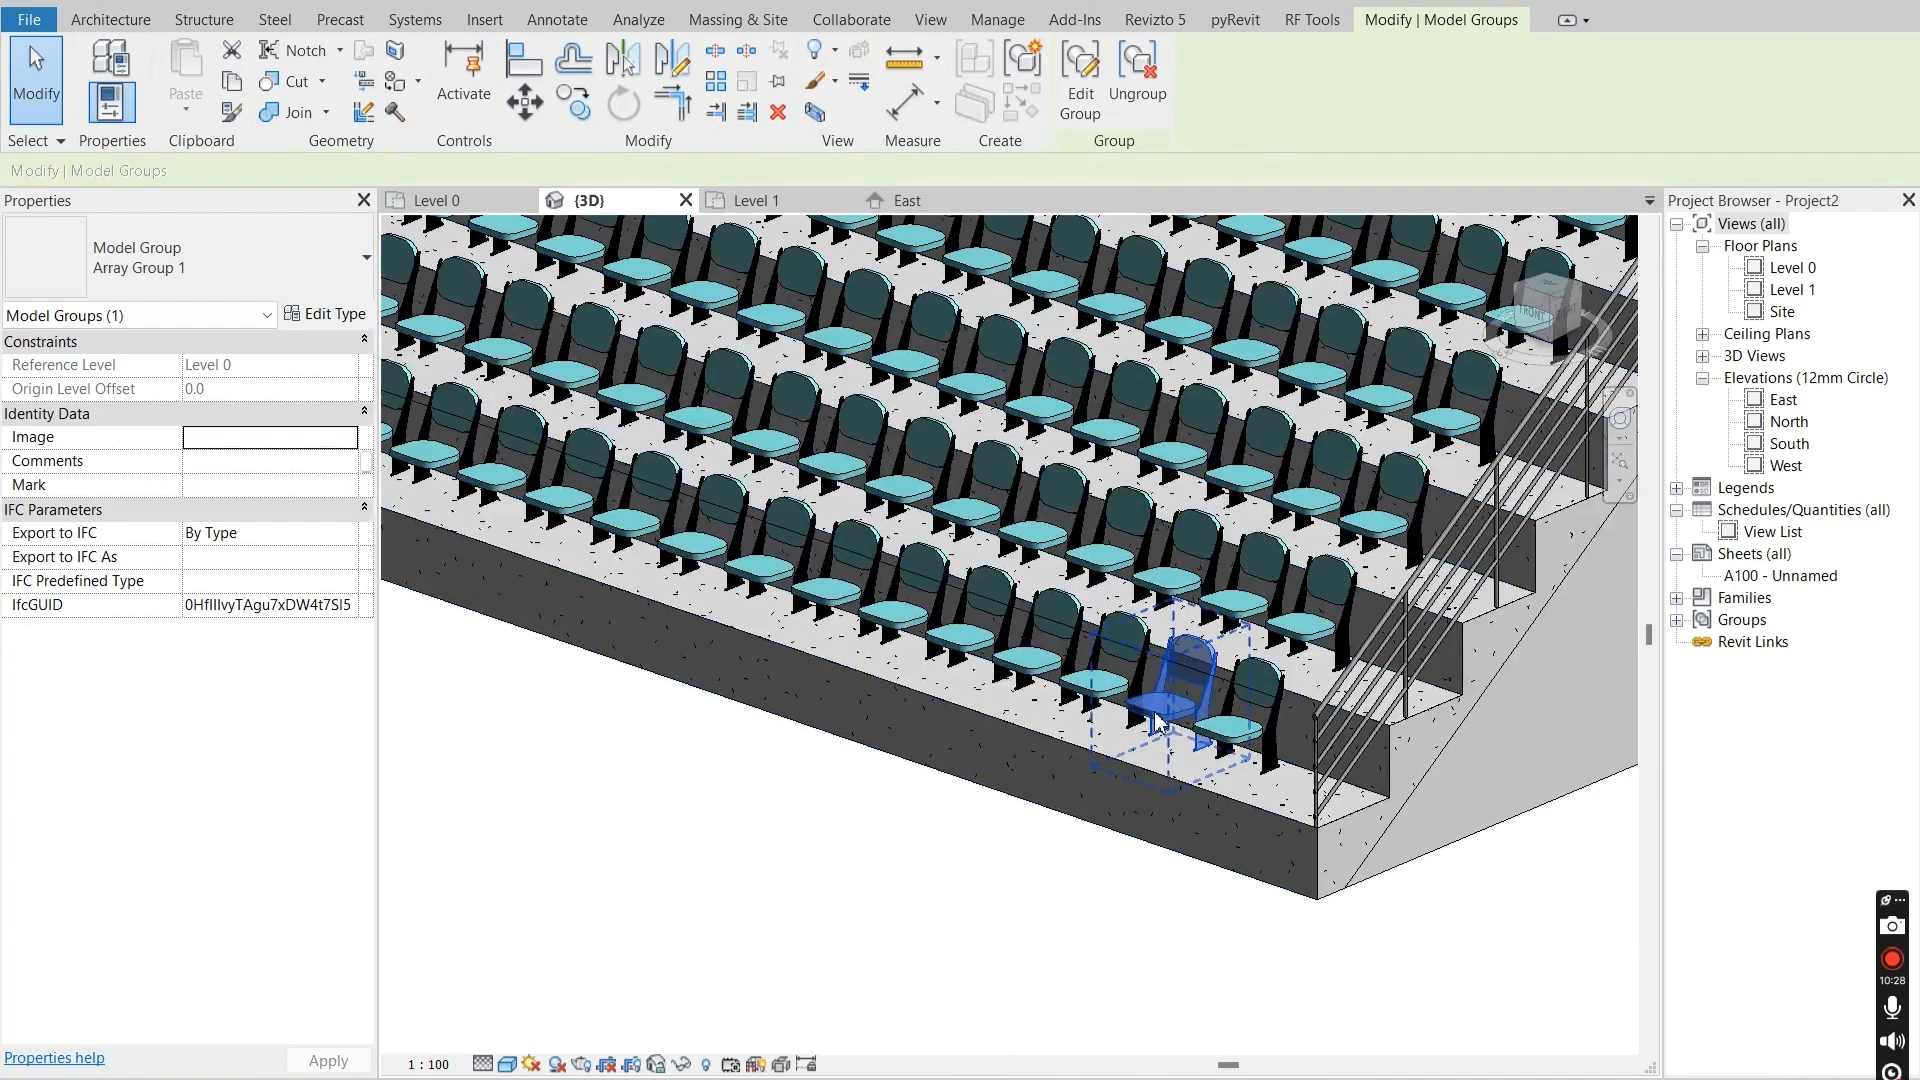 File Architecture Structure Steel Precast Systems Insert Annotate Analyze Massing & Site Collaborate View Manage Add-Ins Revizto 5 pyRevit RF Tools Modify | Model Groups
Notch
Cut
Join
Modify
Paste
Activate
Edit Group
Ungroup
Select Properties Clipboard Geometry Controls Modify View Measure Create Group
Modify | Model Groups
Properties
Level 0 {3D} Level 1 East
Project Browser - Project2
Model Group
Array Group 1
Model Groups (1) Edit Type
Constraints
Reference Level Level 0
Origin Level Offset 0.0
Identity Data
Image
Comments
Mark
IFC Parameters
Export to IFC By Type
Export to IFC As
IFC Predefined Type
IfcGUID 0HfIIIvyTAgu7xDW4t7SI5
Properties help Apply
FRONT
1 : 100
Views (all)
Floor Plans
Level 0
Level 1
Site
Ceiling Plans
3D Views
Elevations (12mm Circle)
East
North
South
West
Legends
Schedules/Quantities (all)
View List
Sheets (all)
A100 - Unnamed
Families
Groups
Revit Links
10:28